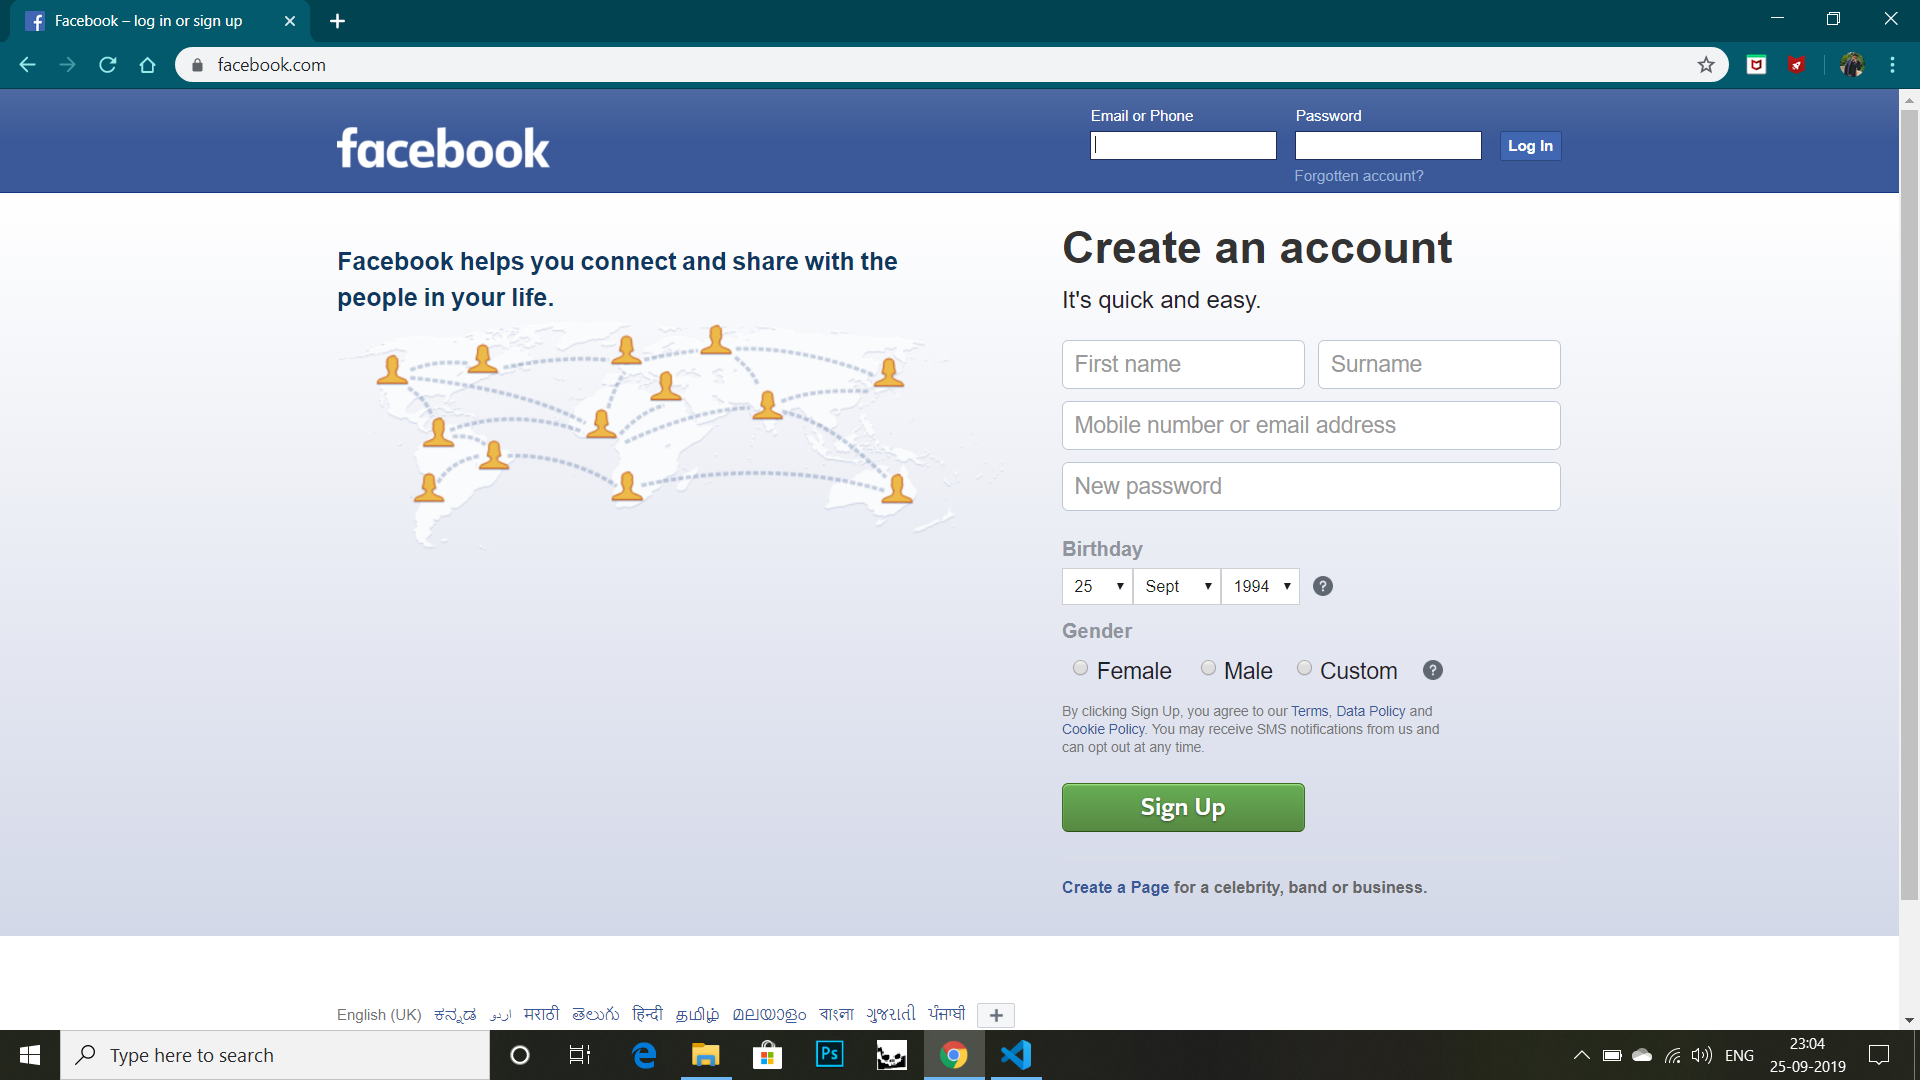 Facebook – log in or sign up
facebook.com
facebook
Email or Phone
Password
Log In
Forgotten account?
Facebook helps you connect and share with the
people in your life.
Create an account
It's quick and easy.
First name
Surname
Mobile number or email address
New password
Birthday
25
Sept
1994
?
Gender
Female
Male
Custom
?
By clicking Sign Up, you agree to our Terms, Data Policy and
Cookie Policy. You may receive SMS notifications from us and
can opt out at any time.
Sign Up
Create a Page for a celebrity, band or business.
English (UK) ಕನ್ನಡ اردو मराठी తెలుగు हिन्दी தமிழ் മലയാളം বাংলা ગુજરાતી ਪੰਜਾਬੀ +
Type here to search
Ps
ENG
23:04
25-09-2019